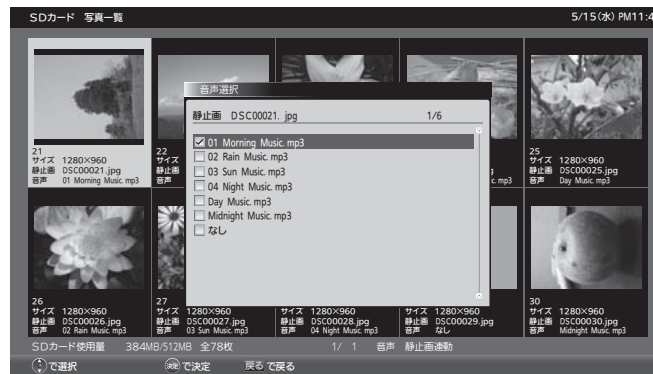 SDカード 写真一覧
5/15(水) PM11:4
音声選択
静止画 DSC00021. jpg 1/6
01 Morning Music. mp3
02 Rain Music. mp3
03 Sun Music. mp3
04 Night Music. mp3
Day Music. mp3
Midnight Music. mp3
なし
21
サイズ 1280×960
静止画 DSC00021.jpg
音声 01 Morning Music. mp3
22
サイズ
静止画
音声
c. mp3
25
サイズ 1280×960
静止画 DSC00025.jpg
音声 Day Music. mp3
26
サイズ 1280×960
静止画 DSC00026.jpg
音声 02 Rain Music. mp3
27
サイズ 1280×960
静止画 DSC00027.jpg
音声 03 Sun Music. mp3
サイズ 1280×960
静止画 DSC00028.jpg
音声 04 Night Music. mp3
サイズ 1280×960
静止画 DSC00029.jpg
音声 なし
30
サイズ 1280×960
静止画 DSC00030.jpg
音声 Midnight Music. mp3
SDカード使用量 384MB/512MB 全78枚 1/ 1 音声 静止画連動
で選択 決定 で決定 戻る で戻る